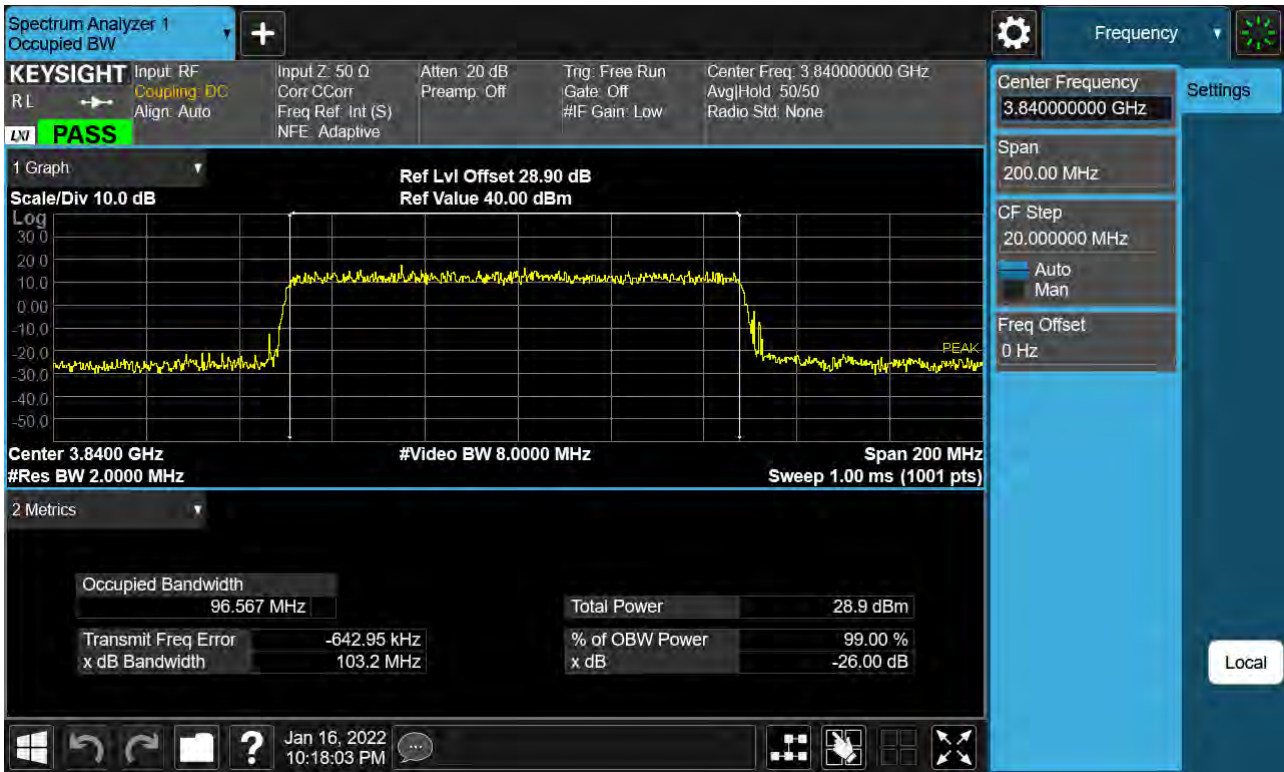 Spectrum Analyzer 1
Occupied BW
+
Frequency
KEYSIGHT
RL
LXI PASS
Input: RF
Coupling: DC
Align: Auto
Input Z: 50 Ω
Corr CCorr
Freq Ref: Int (S)
NFE: Adaptive
Atten: 20 dB
Preamp: Off
Trig: Free Run
Gate: Off
#IF Gain: Low
Center Freq: 3.840000000 GHz
Avg|Hold: 50/50
Radio Std: None
Center Frequency
3.840000000 GHz
Settings
Span
200.00 MHz
CF Step
20.000000 MHz
Auto
Man
Freq Offset
0 Hz
1 Graph
Scale/Div 10.0 dB
Ref Lvl Offset 28.90 dB
Ref Value 40.00 dBm
Log
30.0
20.0
10.0
0.00
-10.0
-20.0
-30.0
-40.0
-50.0
PEAK
Center 3.8400 GHz
#Video BW 8.0000 MHz
Span 200 MHz
#Res BW 2.0000 MHz
Sweep 1.00 ms (1001 pts)
2 Metrics
Occupied Bandwidth
96.567 MHz
Total Power 28.9 dBm
Transmit Freq Error -642.95 kHz
% of OBW Power 99.00 %
x dB Bandwidth 103.2 MHz
x dB -26.00 dB
Local
?
Jan 16, 2022
10:18:03 PM